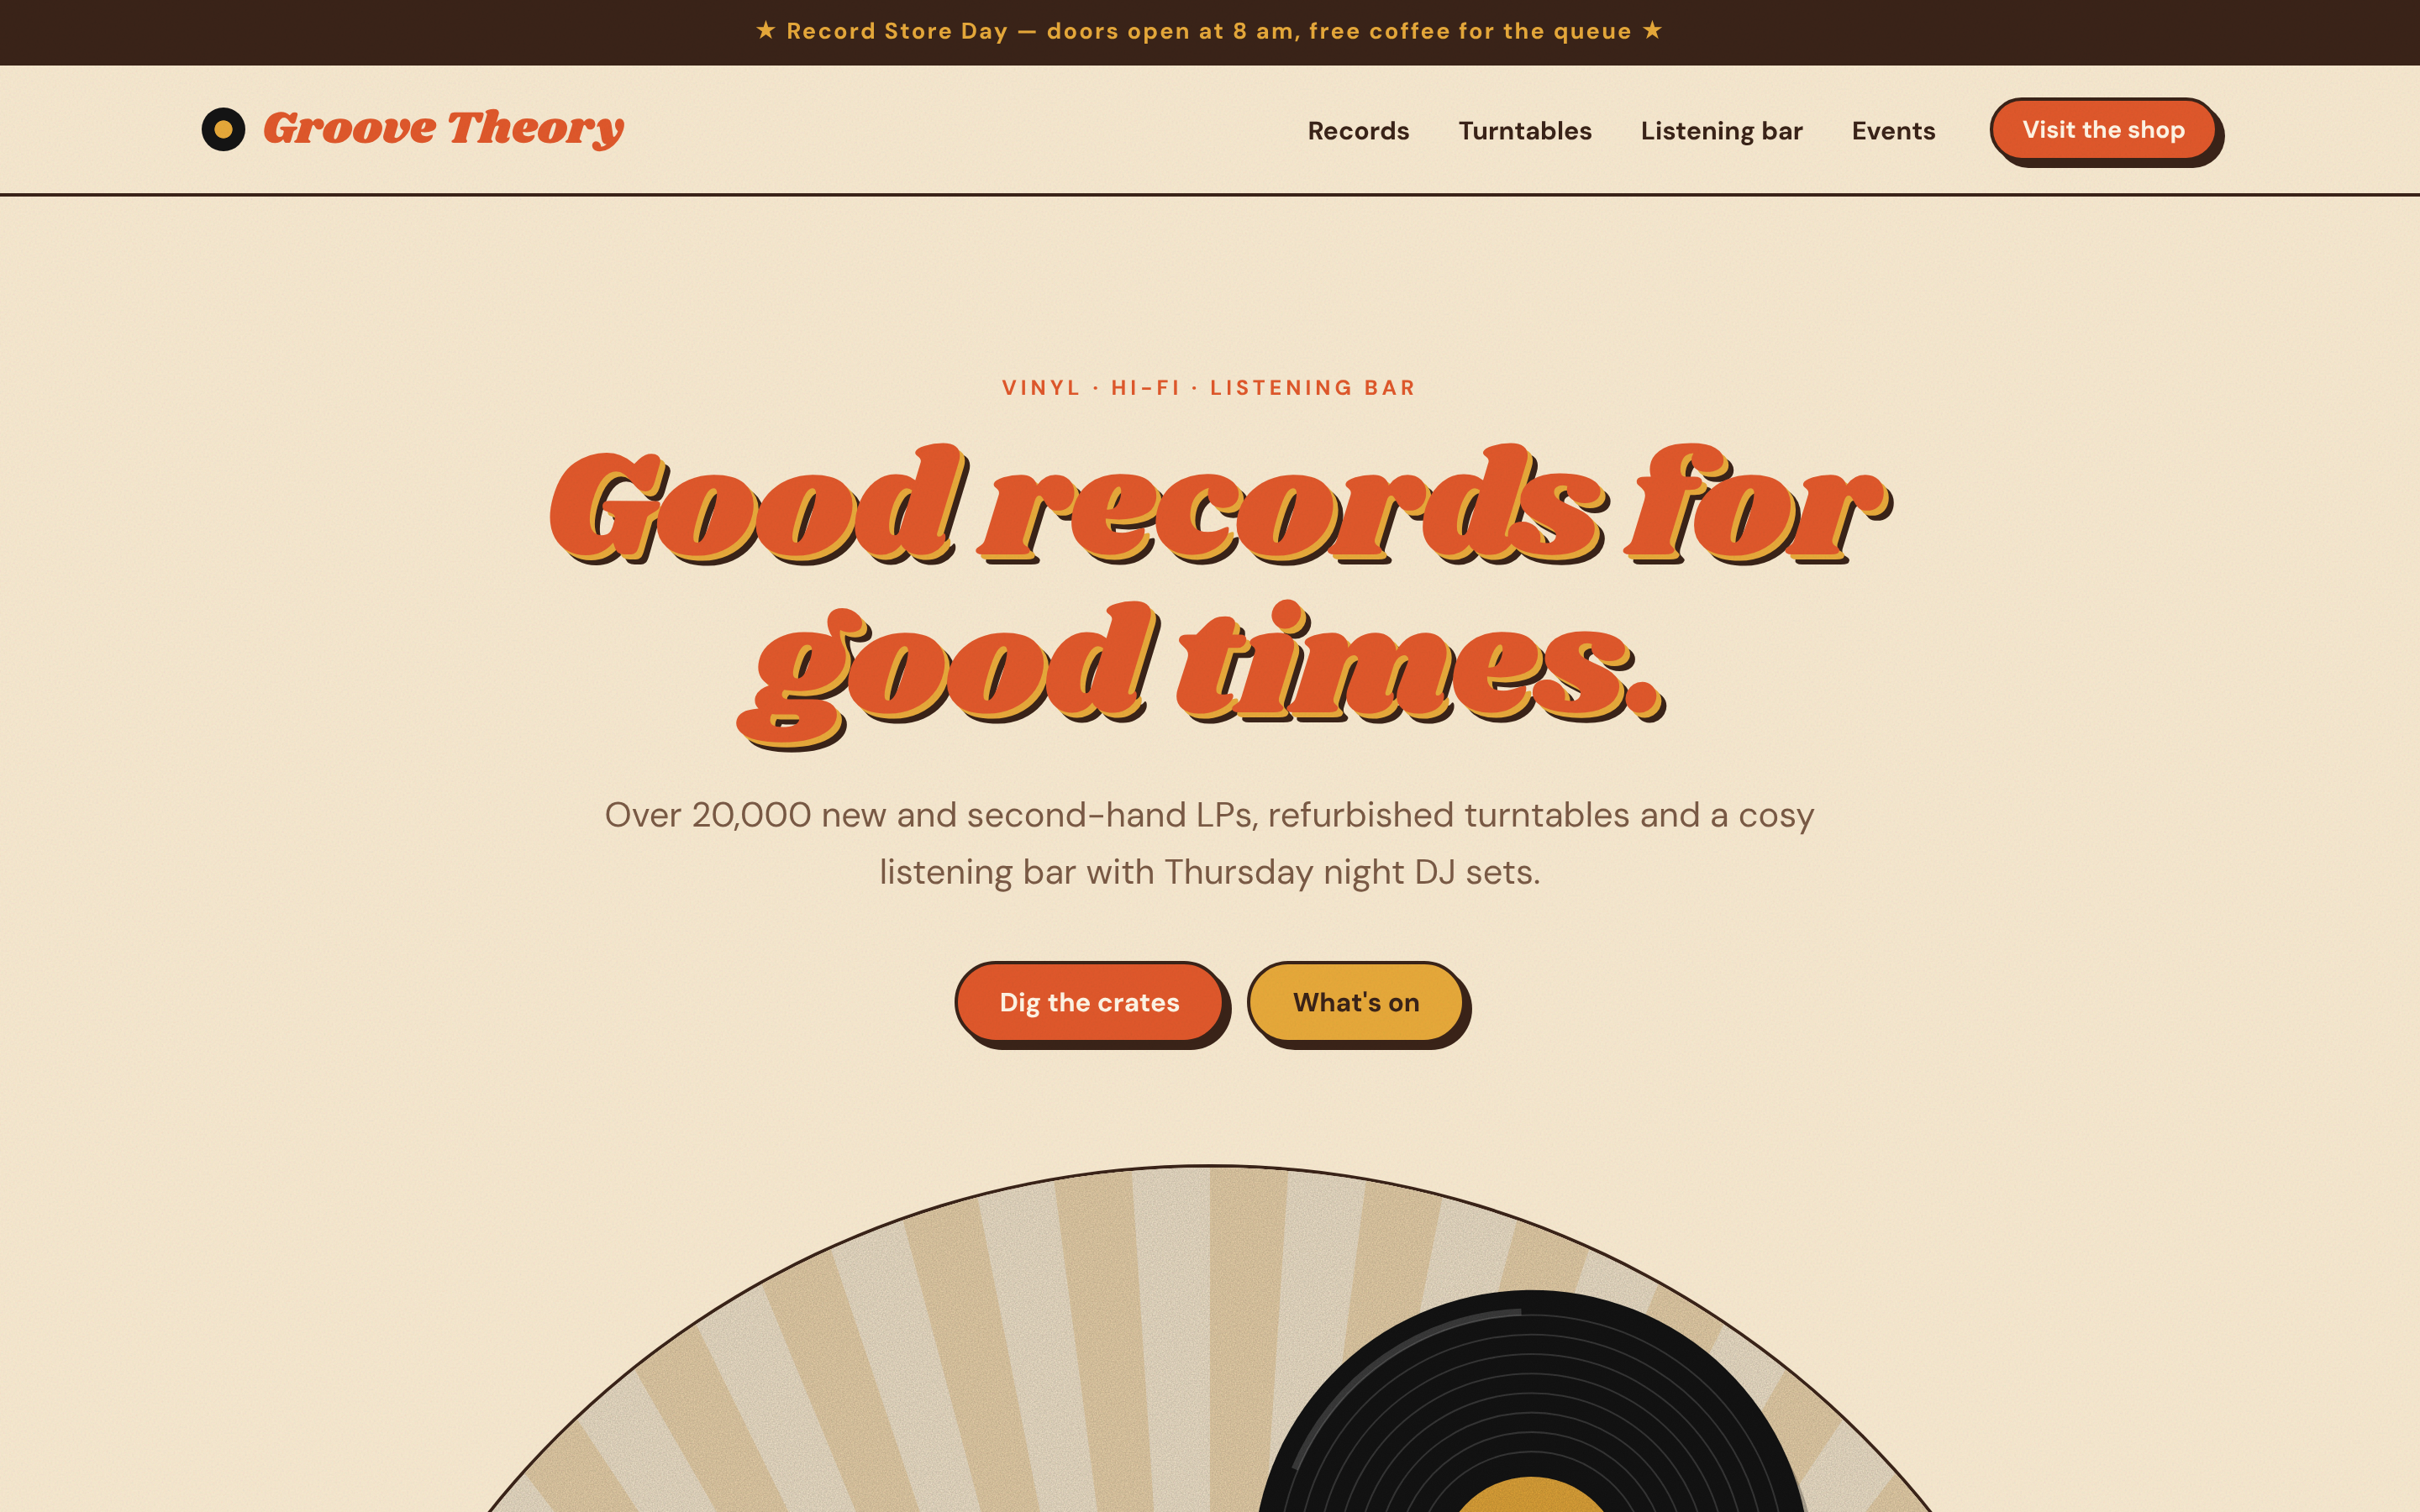 ★ Record Store Day — doors open at 8 am, free coffee for the queue ★
Groove Theory
Records
Turntables
Listening bar
Events
Visit the shop
VINYL · HI-FI · LISTENING BAR
Good records for
good times.
Over 20,000 new and second-hand LPs, refurbished turntables and a cosy
listening bar with Thursday night DJ sets.
Dig the crates
What's on